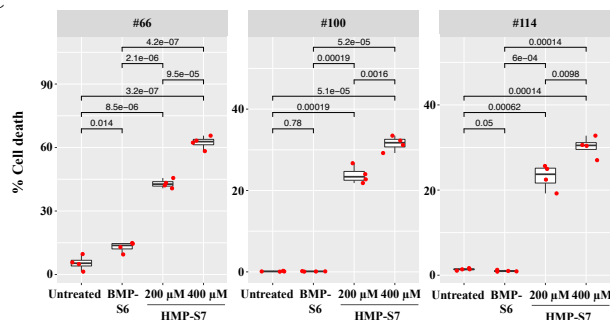 #66 #100 #114
4.2e-07 5.2e-05 0.00014
2.1e-06 0.00019 6e-04
9.5e-05 0.0016 0.0098
3.2e-07 5.1e-05 0.00014
8.5e-06 0.00019 0.00062
0.014 0.78 0.05
% Cell death
90
60
30
0
40
20
0
40
20
0
Untreated BMP-S6 200 µM 400 µM Untreated BMP-S6 200 µM 400 µM Untreated BMP-S6 200 µM 400 µM
HMP-S7 HMP-S7 HMP-S7